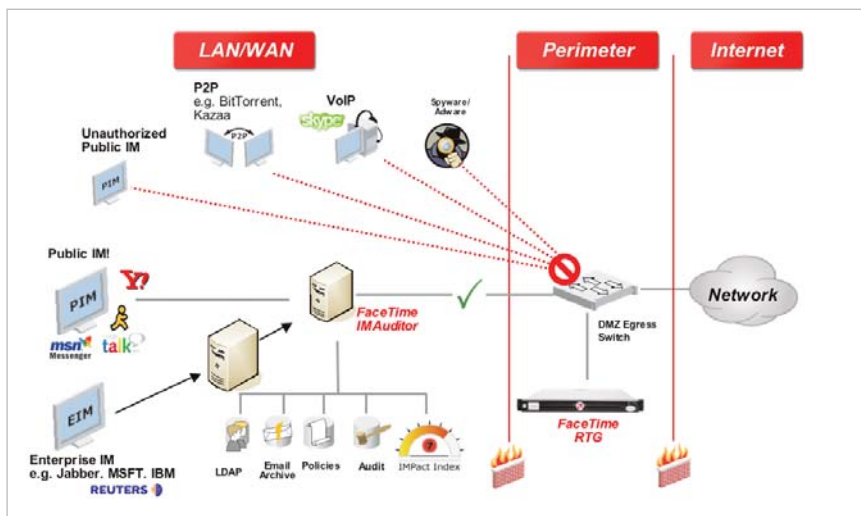 LAN/WAN
Perimeter
Internet
P2P
e.g. BitTorrent,
Kazaa
P2P
VoIP
skype
Spyware/
Adware
Unauthorized
Public IM
PIM
Public IM!
Y!
PIM
msn
Messenger
talk
FaceTime
IMAuditor
DMZ Egress
Switch
Network
EIM
Enterprise IM
e.g. Jabber, MSFT, IBM
REUTERS
LDAP
Email
Archive
Policies
Audit
7
IMPact Index
FaceTime
RTG